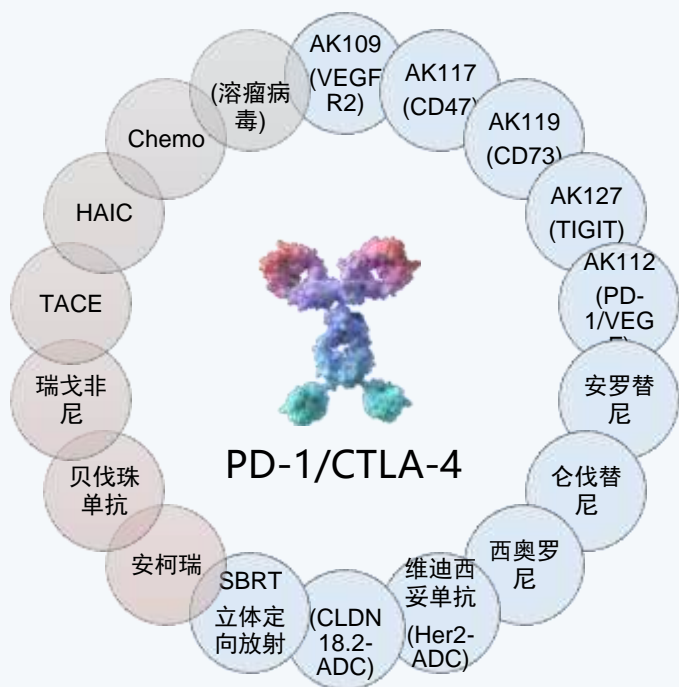 AK109
(VEGF
R2)
AK117
(CD47)
AK119
(CD73)
AK127
(TIGIT)
AK112
(PD-
1/VEG
F)
安罗替
尼
仑伐替
尼
西奥罗
尼
维迪西
妥单抗
(Her2-
ADC)
(CLDN
18.2-
ADC)
SBRT
立体定
向放射
安柯瑞
贝伐珠
单抗
瑞戈非
尼
TACE
HAIC
Chemo
(溶瘤病
毒)
PD-1/CTLA-4